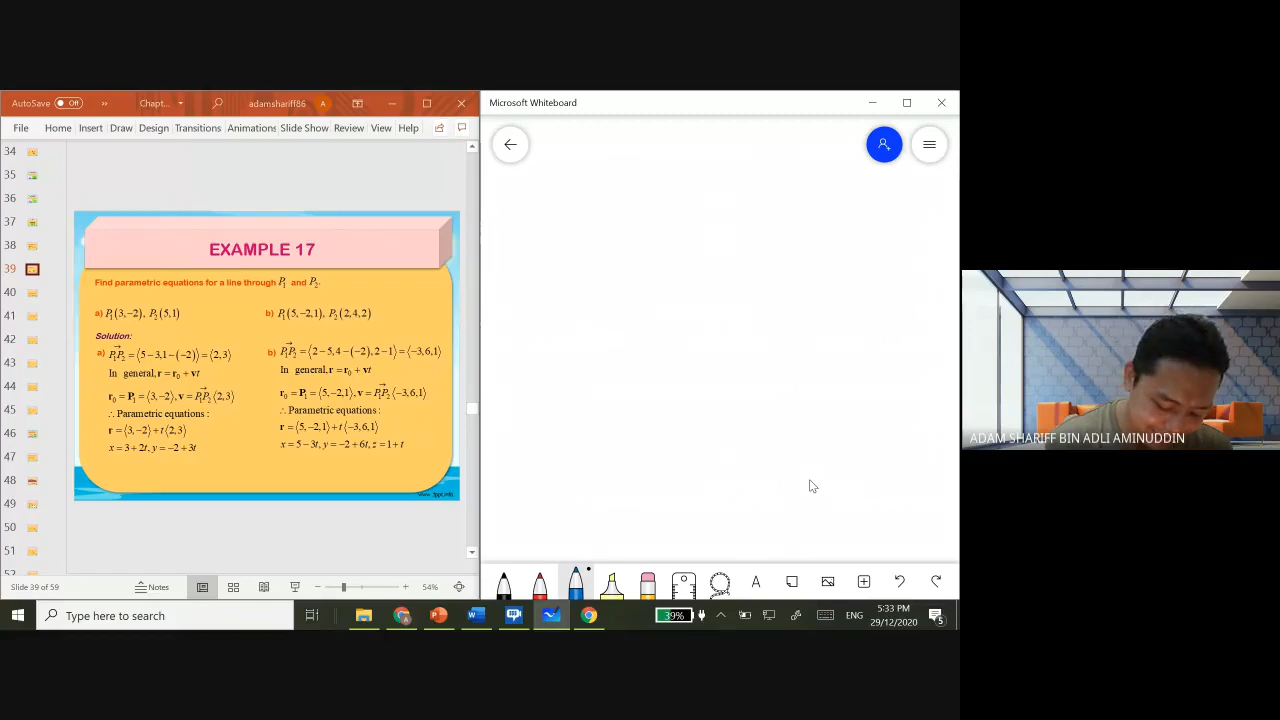 AutoSave Off » Chapt... adamshariff86 A
File Home Insert Draw Design Transitions Animations Slide Show Review View Help
34
35
36
37
38
39
40
41
42
43
44
45
46
47
48
49
50
51
52
EXAMPLE 17
Find parametric equations for a line through P₁ and P₂.
a) P₁(3,−2), P₂(5,1)
Solution:
a) P₁P₂ = ⟨5−3,1−(−2)⟩ = ⟨2,3⟩
In general, r = r₀ + vt
r₀ = P₁ = ⟨3,−2⟩, v = P₁P₂⟨2,3⟩
∴ Parametric equations :
r = ⟨3,−2⟩ + t⟨2,3⟩
x = 3 + 2t, y = −2 + 3t
b) P₁(5,−2,1), P₂(2,4,2)
b) P₁P₂ = ⟨2−5,4−(−2),2−1⟩ = ⟨−3,6,1⟩
In general, r = r₀ + vt
r₀ = P₁ = ⟨5,−2,1⟩, v = P₁P₂⟨−3,6,1⟩
∴ Parametric equations :
r = ⟨5,−2,1⟩ + t⟨−3,6,1⟩
x = 5 − 3t, y = −2 + 6t, z = 1 + t
www.1ppt.info
Slide 39 of 59 Notes − + 54%
Microsoft Whiteboard
A
Type here to search
39% ENG
5:33 PM
29/12/2020
5
ADAM SHARIFF BIN ADLI AMINUDDIN